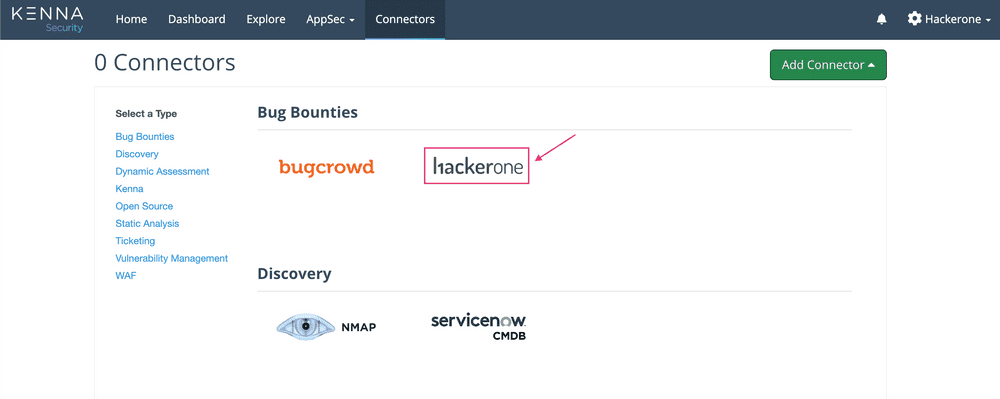 KENNA
Security
Home
Dashboard
Explore
AppSec
Connectors
Hackerone
0 Connectors
Add Connector
Select a Type
Bug Bounties
Discovery
Dynamic Assessment
Kenna
Open Source
Static Analysis
Ticketing
Vulnerability Management
WAF
Bug Bounties
bugcrowd
hackerone
Discovery
NMAP
servicenow
CMDB